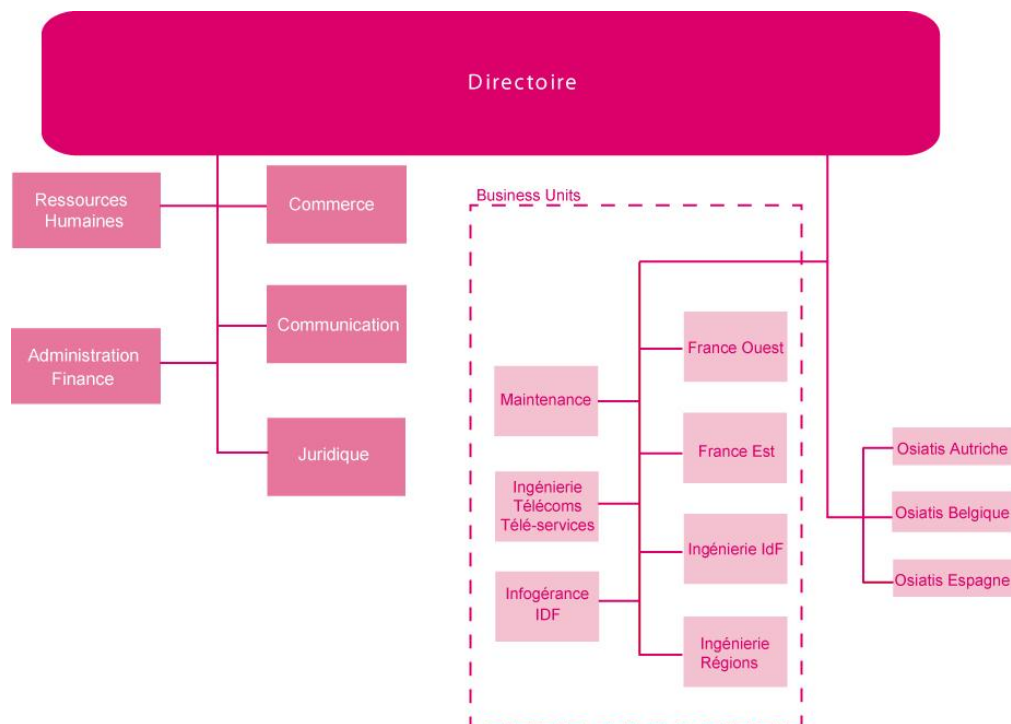 Directoire
Ressources
Humaines
Commerce
Administration
Finance
Communication
Juridique
Business Units
Maintenance
Ingénierie
Télécoms
Télé-services
Infogérance
IDF
France Ouest
France Est
Ingénierie IdF
Ingénierie
Régions
Osiatis Autriche
Osiatis Belgique
Osiatis Espagne